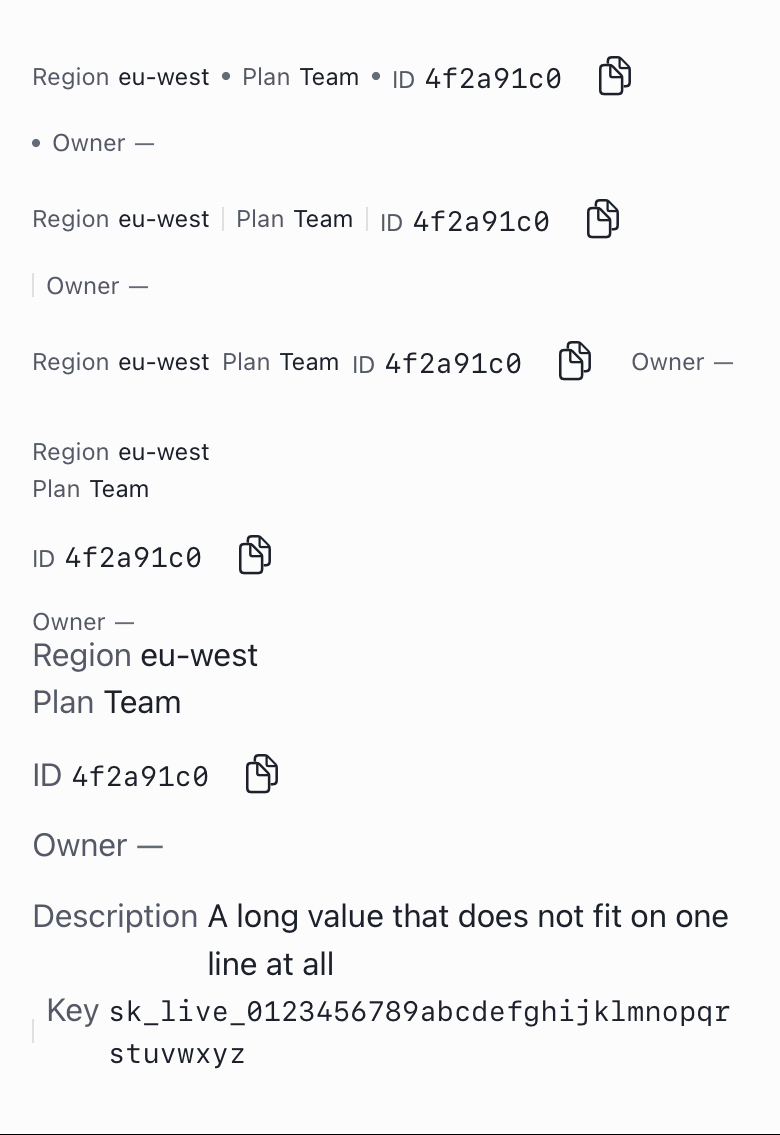 Region eu-west • Plan Team • ID 4f2a91c0
• Owner —
Region eu-west | Plan Team | ID 4f2a91c0
| Owner —
Region eu-west Plan Team ID 4f2a91c0 Owner —
Region eu-west
Plan Team
ID 4f2a91c0
Owner —
Region eu-west
Plan Team
ID 4f2a91c0
Owner —
Description A long value that does not fit on one
line at all
| Key sk_live_0123456789abcdefghijklmnopqr
stuvwxyz